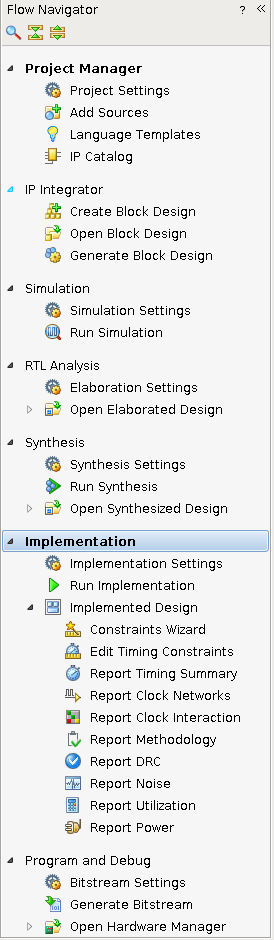 Flow Navigator ? «
Project Manager
Project Settings
Add Sources
Language Templates
IP Catalog
IP Integrator
Create Block Design
Open Block Design
Generate Block Design
Simulation
Simulation Settings
Run Simulation
RTL Analysis
Elaboration Settings
Open Elaborated Design
Synthesis
Synthesis Settings
Run Synthesis
Open Synthesized Design
Implementation
Implementation Settings
Run Implementation
Implemented Design
Constraints Wizard
Edit Timing Constraints
Report Timing Summary
Report Clock Networks
Report Clock Interaction
Report Methodology
Report DRC
Report Noise
Report Utilization
Report Power
Program and Debug
Bitstream Settings
Generate Bitstream
Open Hardware Manager